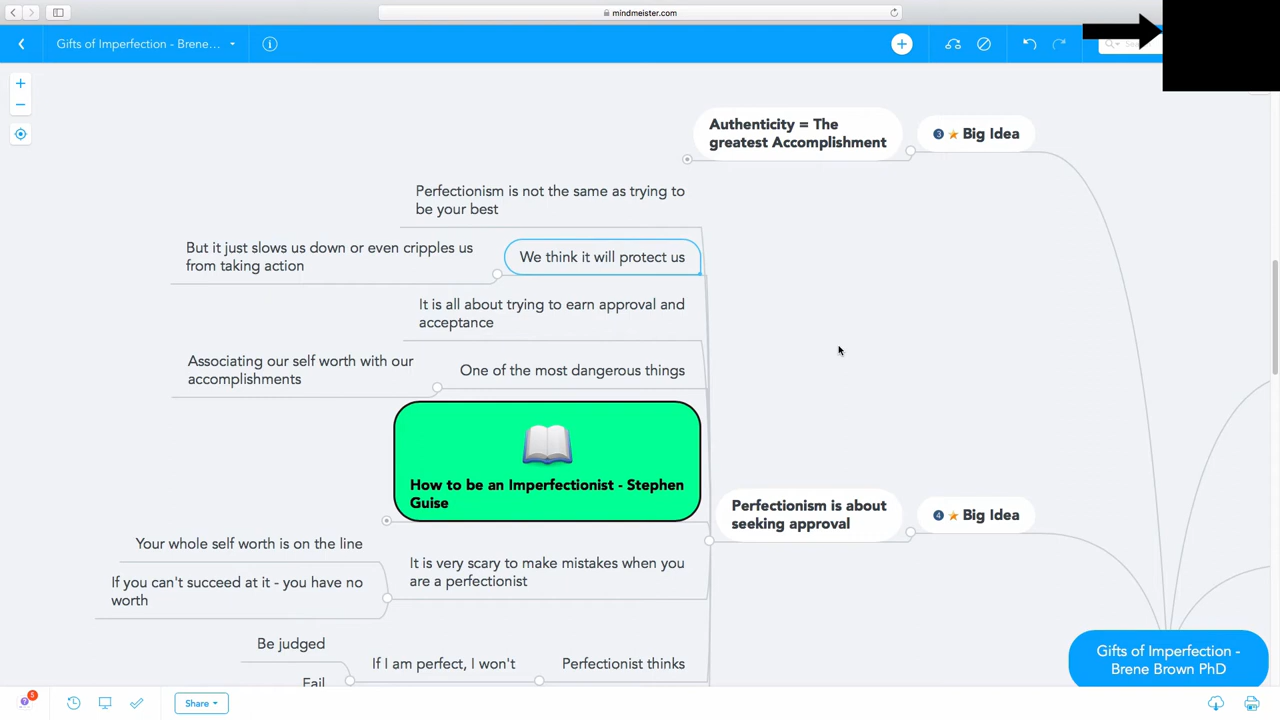 mindmeister.com
Gifts of Imperfection - Brene...
Authenticity = The
greatest Accomplishment
3 Big Idea
Perfectionism is not the same as trying to
be your best
We think it will protect us
But it just slows us down or even cripples us
from taking action
It is all about trying to earn approval and
acceptance
One of the most dangerous things
Associating our self worth with our
accomplishments
How to be an Imperfectionist - Stephen
Guise
Perfectionism is about
seeking approval
4 Big Idea
It is very scary to make mistakes when you
are a perfectionist
Your whole self worth is on the line
If you can't succeed at it - you have no
worth
Perfectionist thinks
If I am perfect, I won't
Be judged
Fail
Gifts of Imperfection -
Brene Brown PhD
5
Share